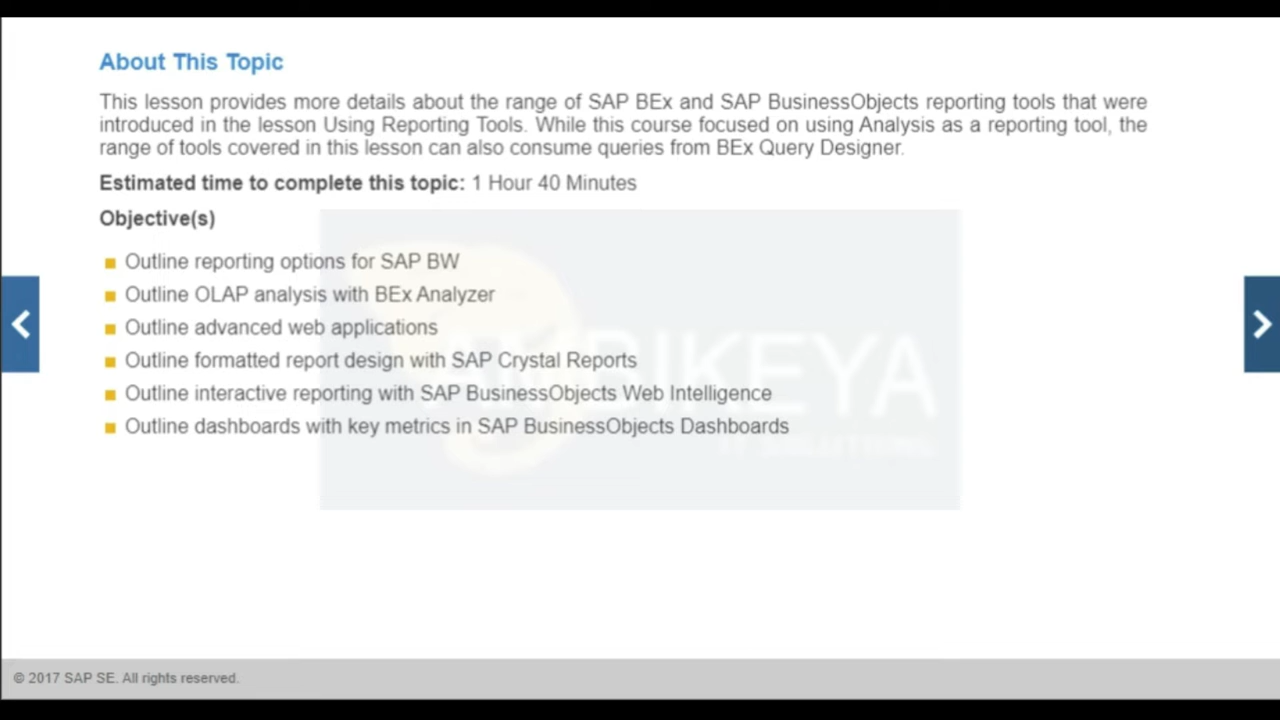 About This Topic
This lesson provides more details about the range of SAP BEx and SAP BusinessObjects reporting tools that were
introduced in the lesson Using Reporting Tools. While this course focused on using Analysis as a reporting tool, the
range of tools covered in this lesson can also consume queries from BEx Query Designer.
Estimated time to complete this topic: 1 Hour 40 Minutes
Objective(s)
Outline reporting options for SAP BW
Outline OLAP analysis with BEx Analyzer
Outline advanced web applications
Outline formatted report design with SAP Crystal Reports
Outline interactive reporting with SAP BusinessObjects Web Intelligence
Outline dashboards with key metrics in SAP BusinessObjects Dashboards
© 2017 SAP SE. All rights reserved.